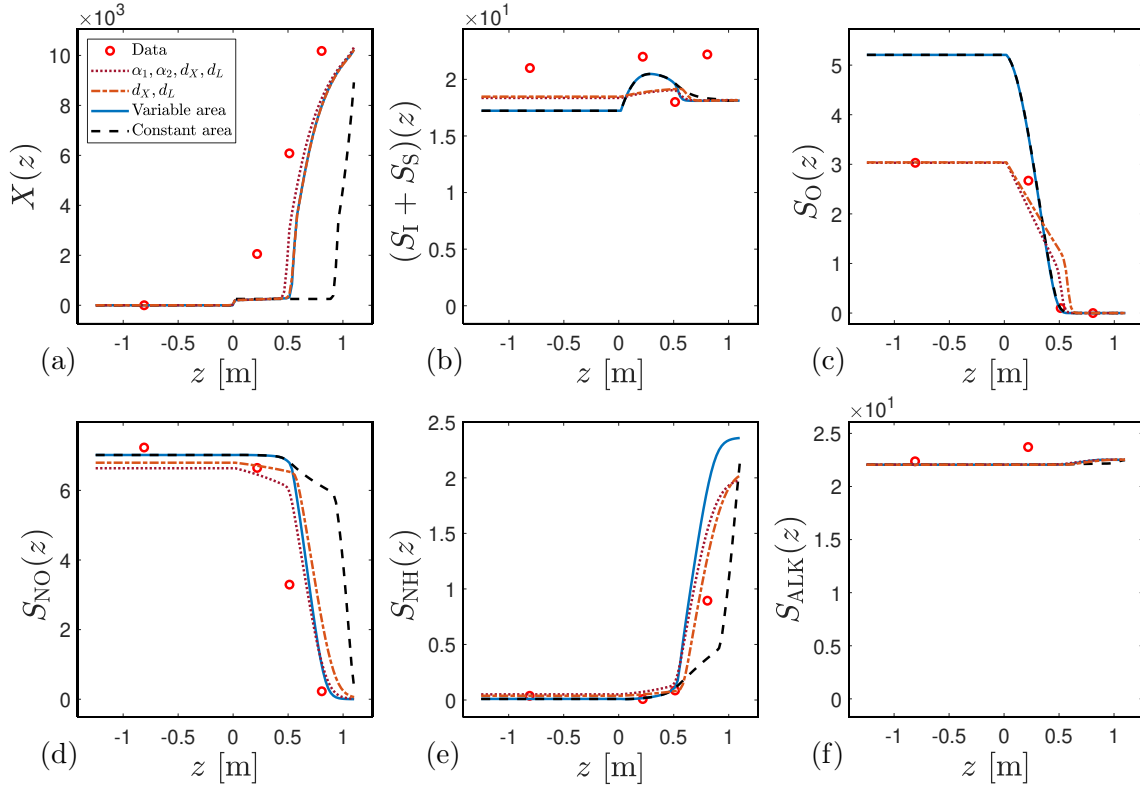 ×10³
10
8
6
4
2
0
X(z)
Data
α₁, α₂, d_X, d_L
d_X, d_L
Variable area
Constant area
-1 -0.5 0 0.5 1
(a) z [m]
×10¹
2
1.5
1
0.5
0
(S_I + S_S)(z)
-1 -0.5 0 0.5 1
(b) z [m]
5
4
3
2
1
0
S_O(z)
-1 -0.5 0 0.5 1
(c) z [m]
6
4
2
0
S_NO(z)
-1 -0.5 0 0.5 1
(d) z [m]
2.5
2
1.5
1
0.5
0
S_NH(z)
-1 -0.5 0 0.5 1
(e) z [m]
×10¹
2.5
2
1.5
1
0.5
0
S_ALK(z)
-1 -0.5 0 0.5 1
(f) z [m]